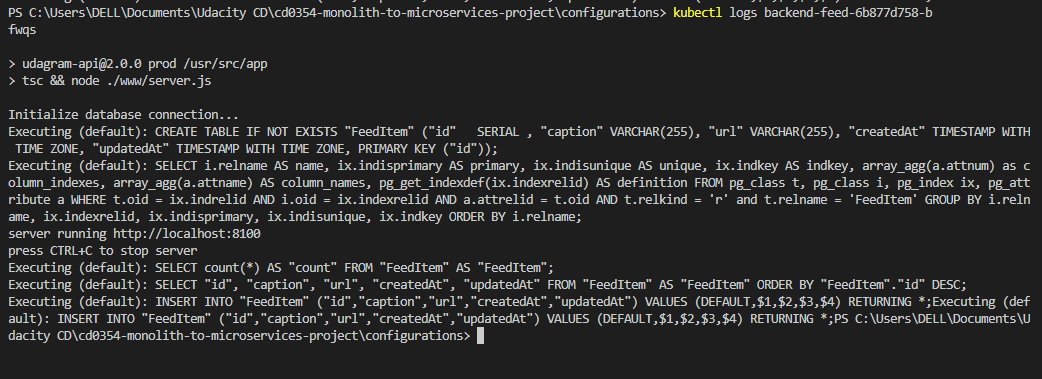 PS C:\Users\DELL\Documents\Udacity CD\cd0354-monolith-to-microservices-project\configurations> kubectl logs backend-feed-6b877d758-b
fwqs

> udagram-api@2.0.0 prod /usr/src/app
> tsc && node ./www/server.js

Initialize database connection...
Executing (default): CREATE TABLE IF NOT EXISTS "FeedItem" ("id"   SERIAL , "caption" VARCHAR(255), "url" VARCHAR(255), "createdAt" TIMESTAMP WITH
 TIME ZONE, "updatedAt" TIMESTAMP WITH TIME ZONE, PRIMARY KEY ("id"));
Executing (default): SELECT i.relname AS name, ix.indisprimary AS primary, ix.indisunique AS unique, ix.indkey AS indkey, array_agg(a.attnum) as c
olumn_indexes, array_agg(a.attname) AS column_names, pg_get_indexdef(ix.indexrelid) AS definition FROM pg_class t, pg_class i, pg_index ix, pg_att
ribute a WHERE t.oid = ix.indrelid AND i.oid = ix.indexrelid AND a.attrelid = t.oid AND t.relkind = 'r' and t.relname = 'FeedItem' GROUP BY i.reln
ame, ix.indexrelid, ix.indisprimary, ix.indisunique, ix.indkey ORDER BY i.relname;
server running http://localhost:8100
press CTRL+C to stop server
Executing (default): SELECT count(*) AS "count" FROM "FeedItem" AS "FeedItem";
Executing (default): SELECT "id", "caption", "url", "createdAt", "updatedAt" FROM "FeedItem" AS "FeedItem" ORDER BY "FeedItem"."id" DESC;
Executing (default): INSERT INTO "FeedItem" ("id","caption","url","createdAt","updatedAt") VALUES (DEFAULT,$1,$2,$3,$4) RETURNING *;Executing (def
ault): INSERT INTO "FeedItem" ("id","caption","url","createdAt","updatedAt") VALUES (DEFAULT,$1,$2,$3,$4) RETURNING *;PS C:\Users\DELL\Documents\U
dacity CD\cd0354-monolith-to-microservices-project\configurations>